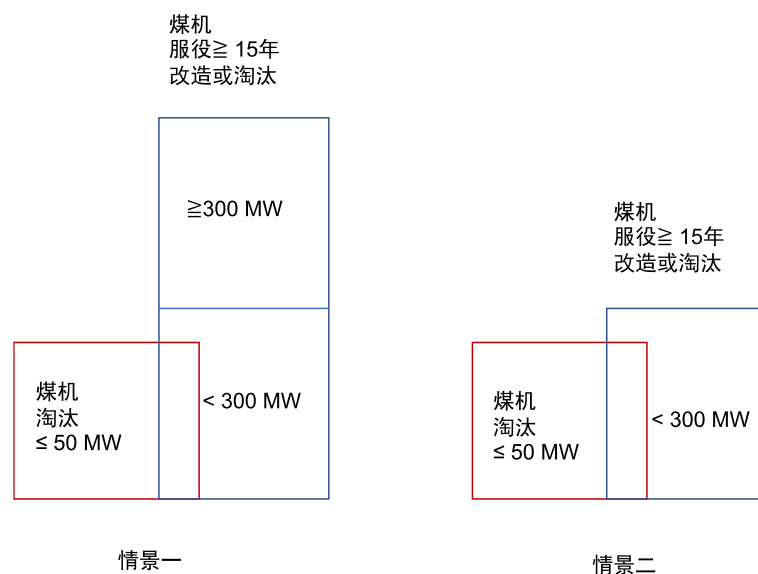 煤机
服役≧ 15年
改造或淘汰
≧300 MW
煤机
淘汰
≤ 50 MW
< 300 MW
情景一
煤机
服役≧ 15年
改造或淘汰
煤机
淘汰
≤ 50 MW
< 300 MW
情景二